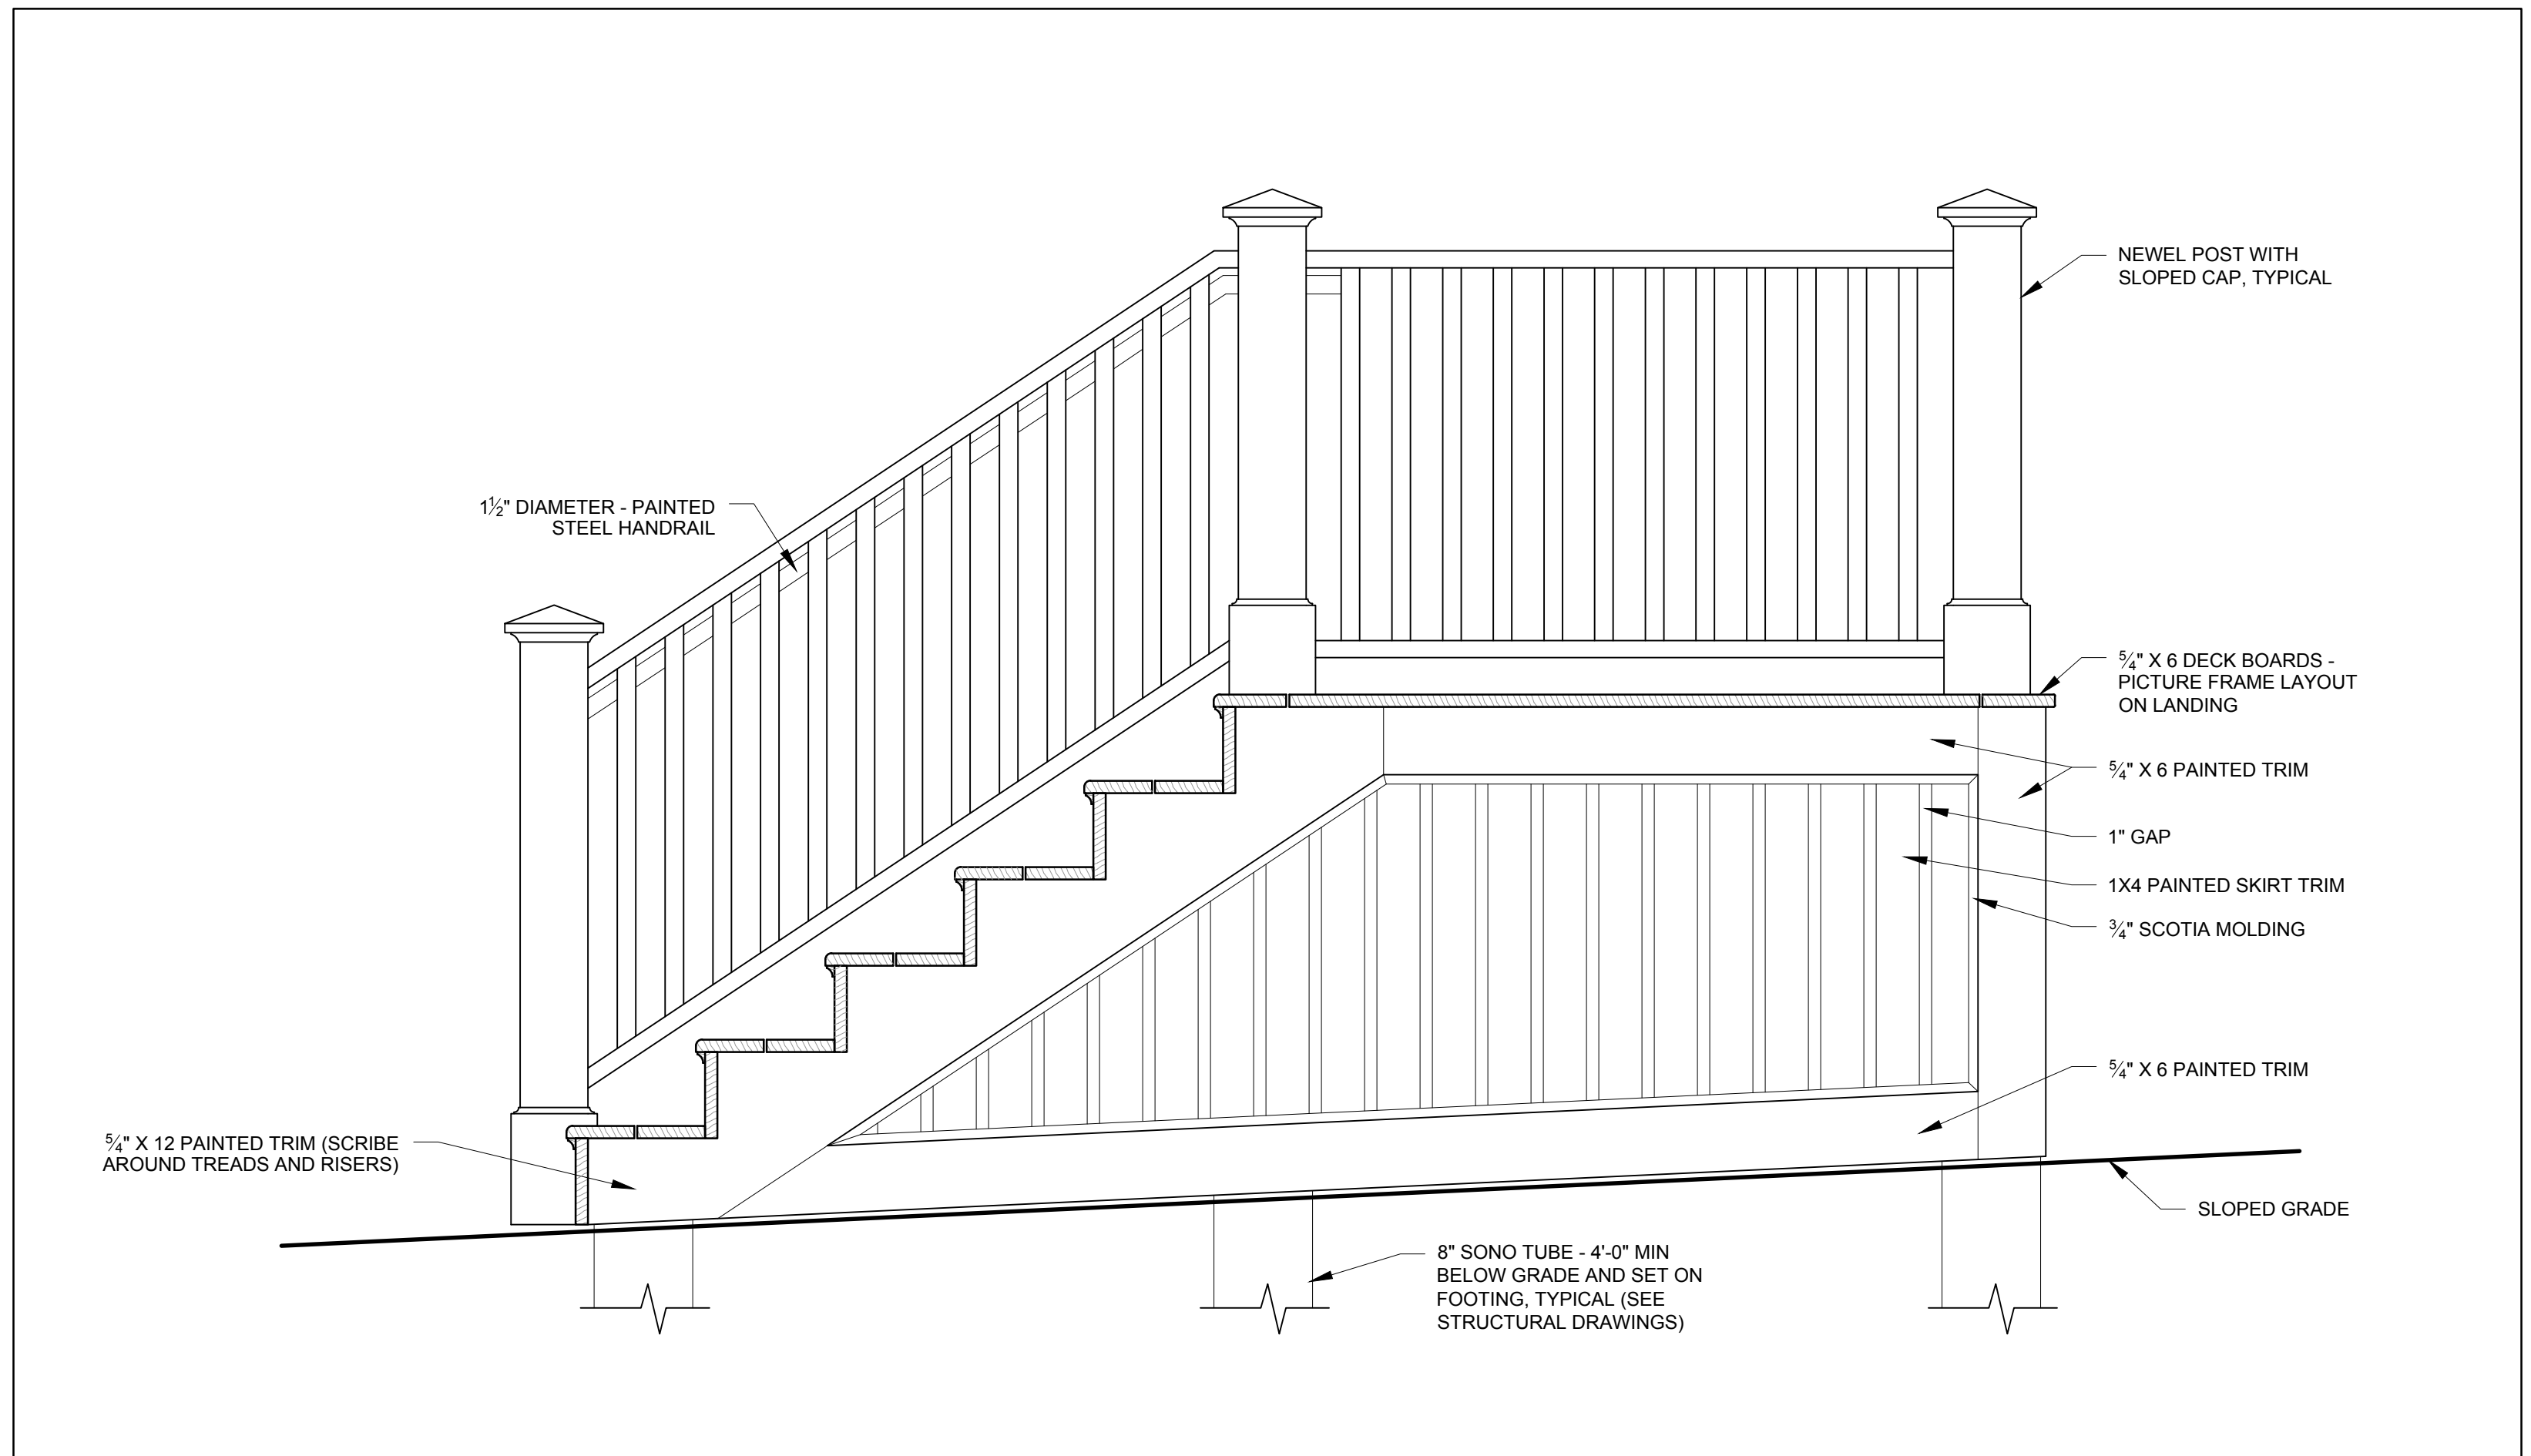 NEWEL POST WITH
SLOPED CAP, TYPICAL
1½" DIAMETER - PAINTED
STEEL HANDRAIL
5⁄4" X 6 DECK BOARDS -
PICTURE FRAME LAYOUT
ON LANDING
5⁄4" X 6 PAINTED TRIM
1" GAP
1X4 PAINTED SKIRT TRIM
¾" SCOTIA MOLDING
5⁄4" X 6 PAINTED TRIM
5⁄4" X 12 PAINTED TRIM (SCRIBE
AROUND TREADS AND RISERS)
SLOPED GRADE
8" SONO TUBE - 4'-0" MIN
BELOW GRADE AND SET ON
FOOTING, TYPICAL (SEE
STRUCTURAL DRAWINGS)